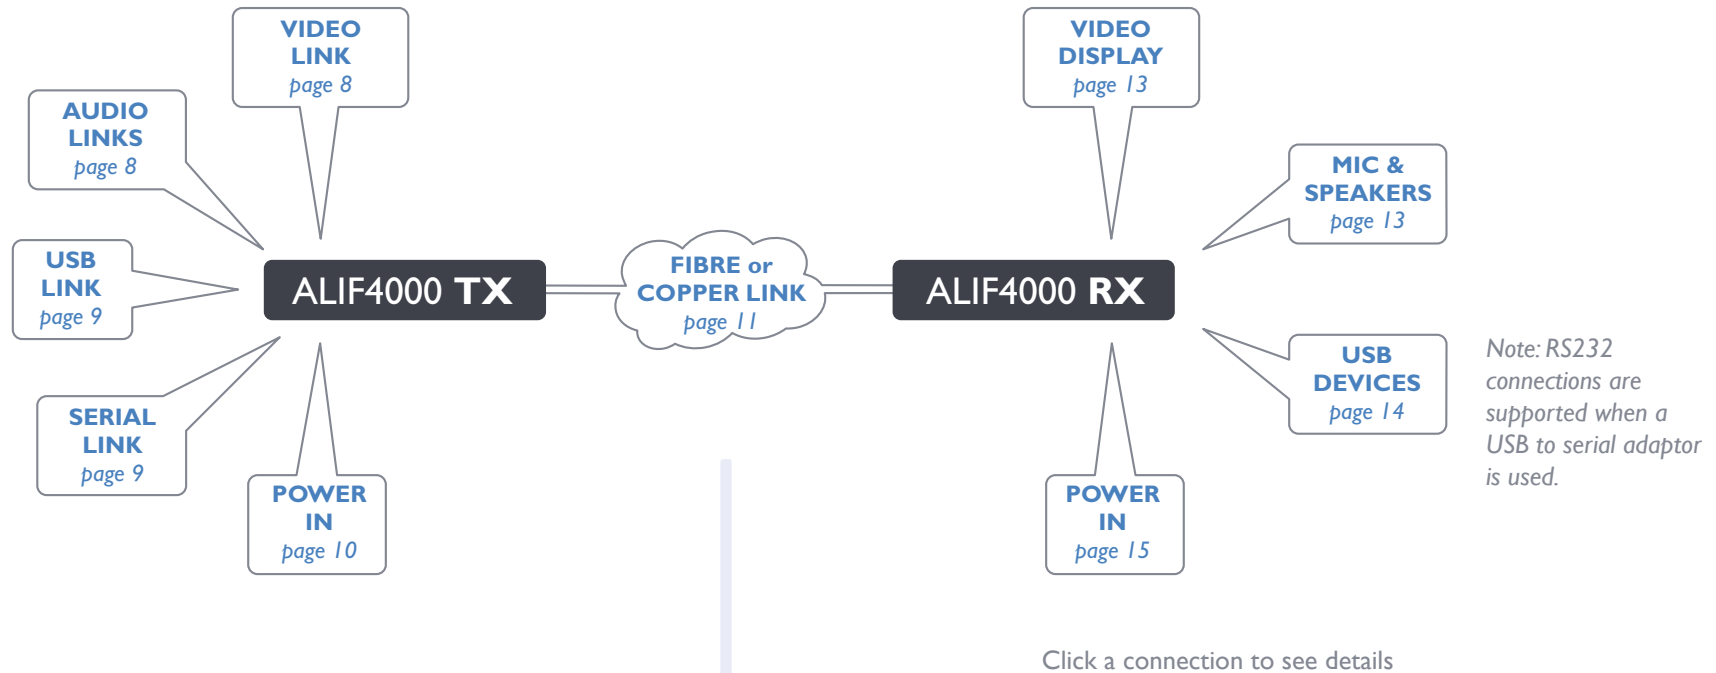 VIDEO
LINK
page 8
AUDIO
LINKS
page 8
USB
LINK
page 9
SERIAL
LINK
page 9
POWER
IN
page 10
ALIF4000 TX
FIBRE or
COPPER LINK
page 11
ALIF4000 RX
VIDEO
DISPLAY
page 13
MIC &
SPEAKERS
page 13
USB
DEVICES
page 14
POWER
IN
page 15
Note: RS232
connections are
supported when a
USB to serial adaptor
is used.
Click a connection to see details